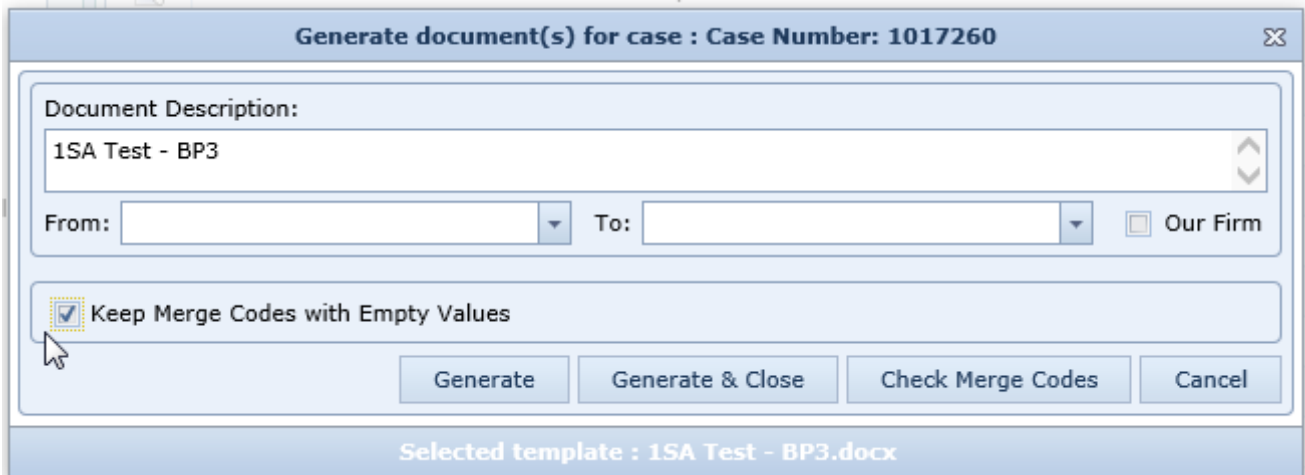 Generate document(s) for case : Case Number: 1017260
Document Description:
1SA Test - BP3
From: To: Our Firm
Keep Merge Codes with Empty Values
Generate Generate & Close Check Merge Codes Cancel
Selected template : 1SA Test - BP3.docx